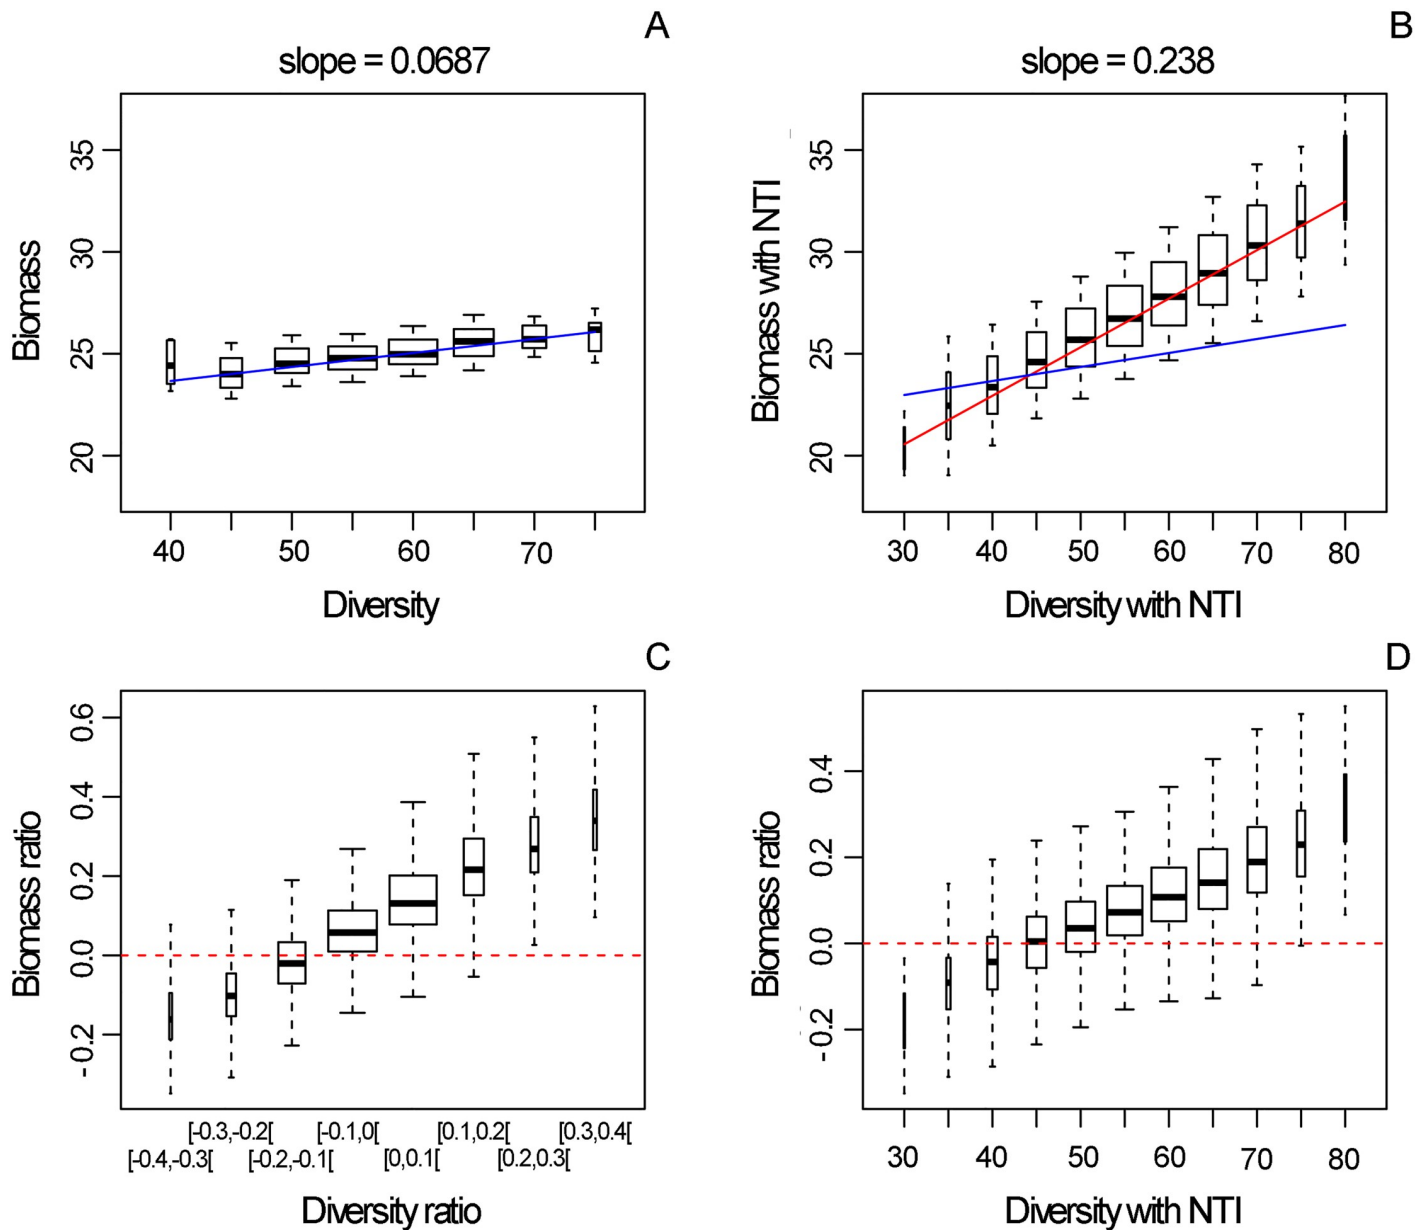 A
slope = 0.0687
Biomass
35
30
25
20
40
50
60
70
Diversity
B
slope = 0.238
Biomass with NTI
35
30
25
20
30
40
50
60
70
80
Diversity with NTI
C
Biomass ratio
0.6
0.4
0.2
0.0
-0.2
[-0.3,-0.2[
[-0.1,0[
[0.1,0.2[
[0.3,0.4[
[-0.4,-0.3[
[-0.2,-0.1[
[0,0.1[
[0.2,0.3[
Diversity ratio
D
Biomass ratio
0.4
0.2
0.0
-0.2
30
40
50
60
70
80
Diversity with NTI